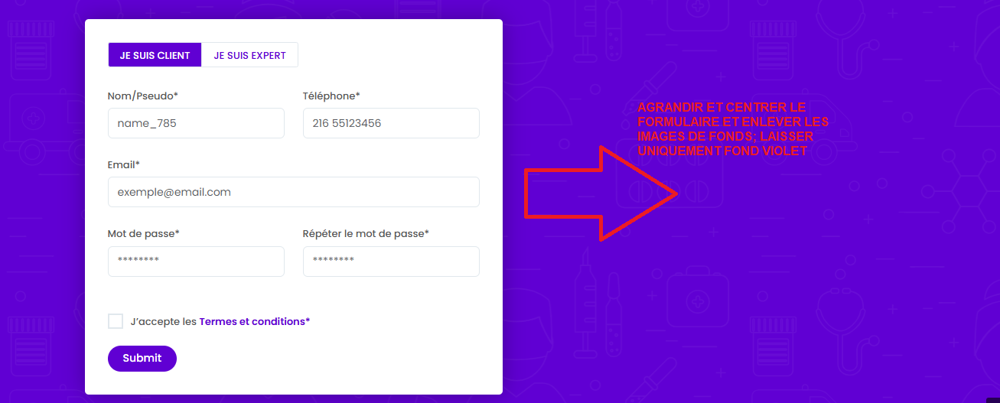 JE SUIS CLIENT
JE SUIS EXPERT
Nom/Pseudo*
Téléphone*
name_785
216 55123456
Email*
exemple@email.com
Mot de passe*
Répéter le mot de passe*
********
********
J'accepte les Termes et conditions*
Submit
AGRANDIR ET CENTRER LE
FORMULAIRE ET ENLEVER LES
IMAGES DE FONDS; LAISSER
UNIQUEMENT FOND VIOLET